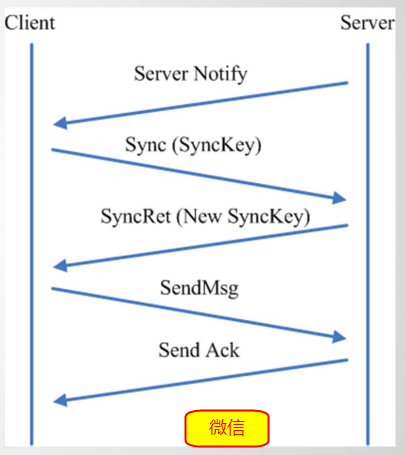 Client Server
Server Notify
Sync (SyncKey)
SyncRet (New SyncKey)
SendMsg
Send Ack
微信